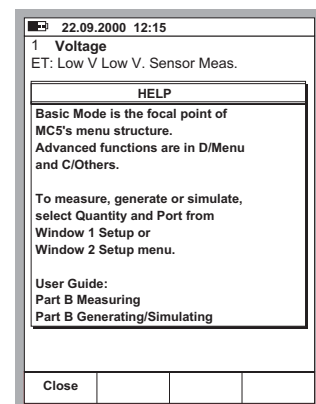 22.09.2000 12:15
1 Voltage
ET: Low V Low V. Sensor Meas.
HELP
Basic Mode is the focal point of
MC5's menu structure.
Advanced functions are in D/Menu
and C/Others.
To measure, generate or simulate,
select Quantity and Port from
Window 1 Setup or
Window 2 Setup menu.
User Guide:
Part B Measuring
Part B Generating/Simulating
Close